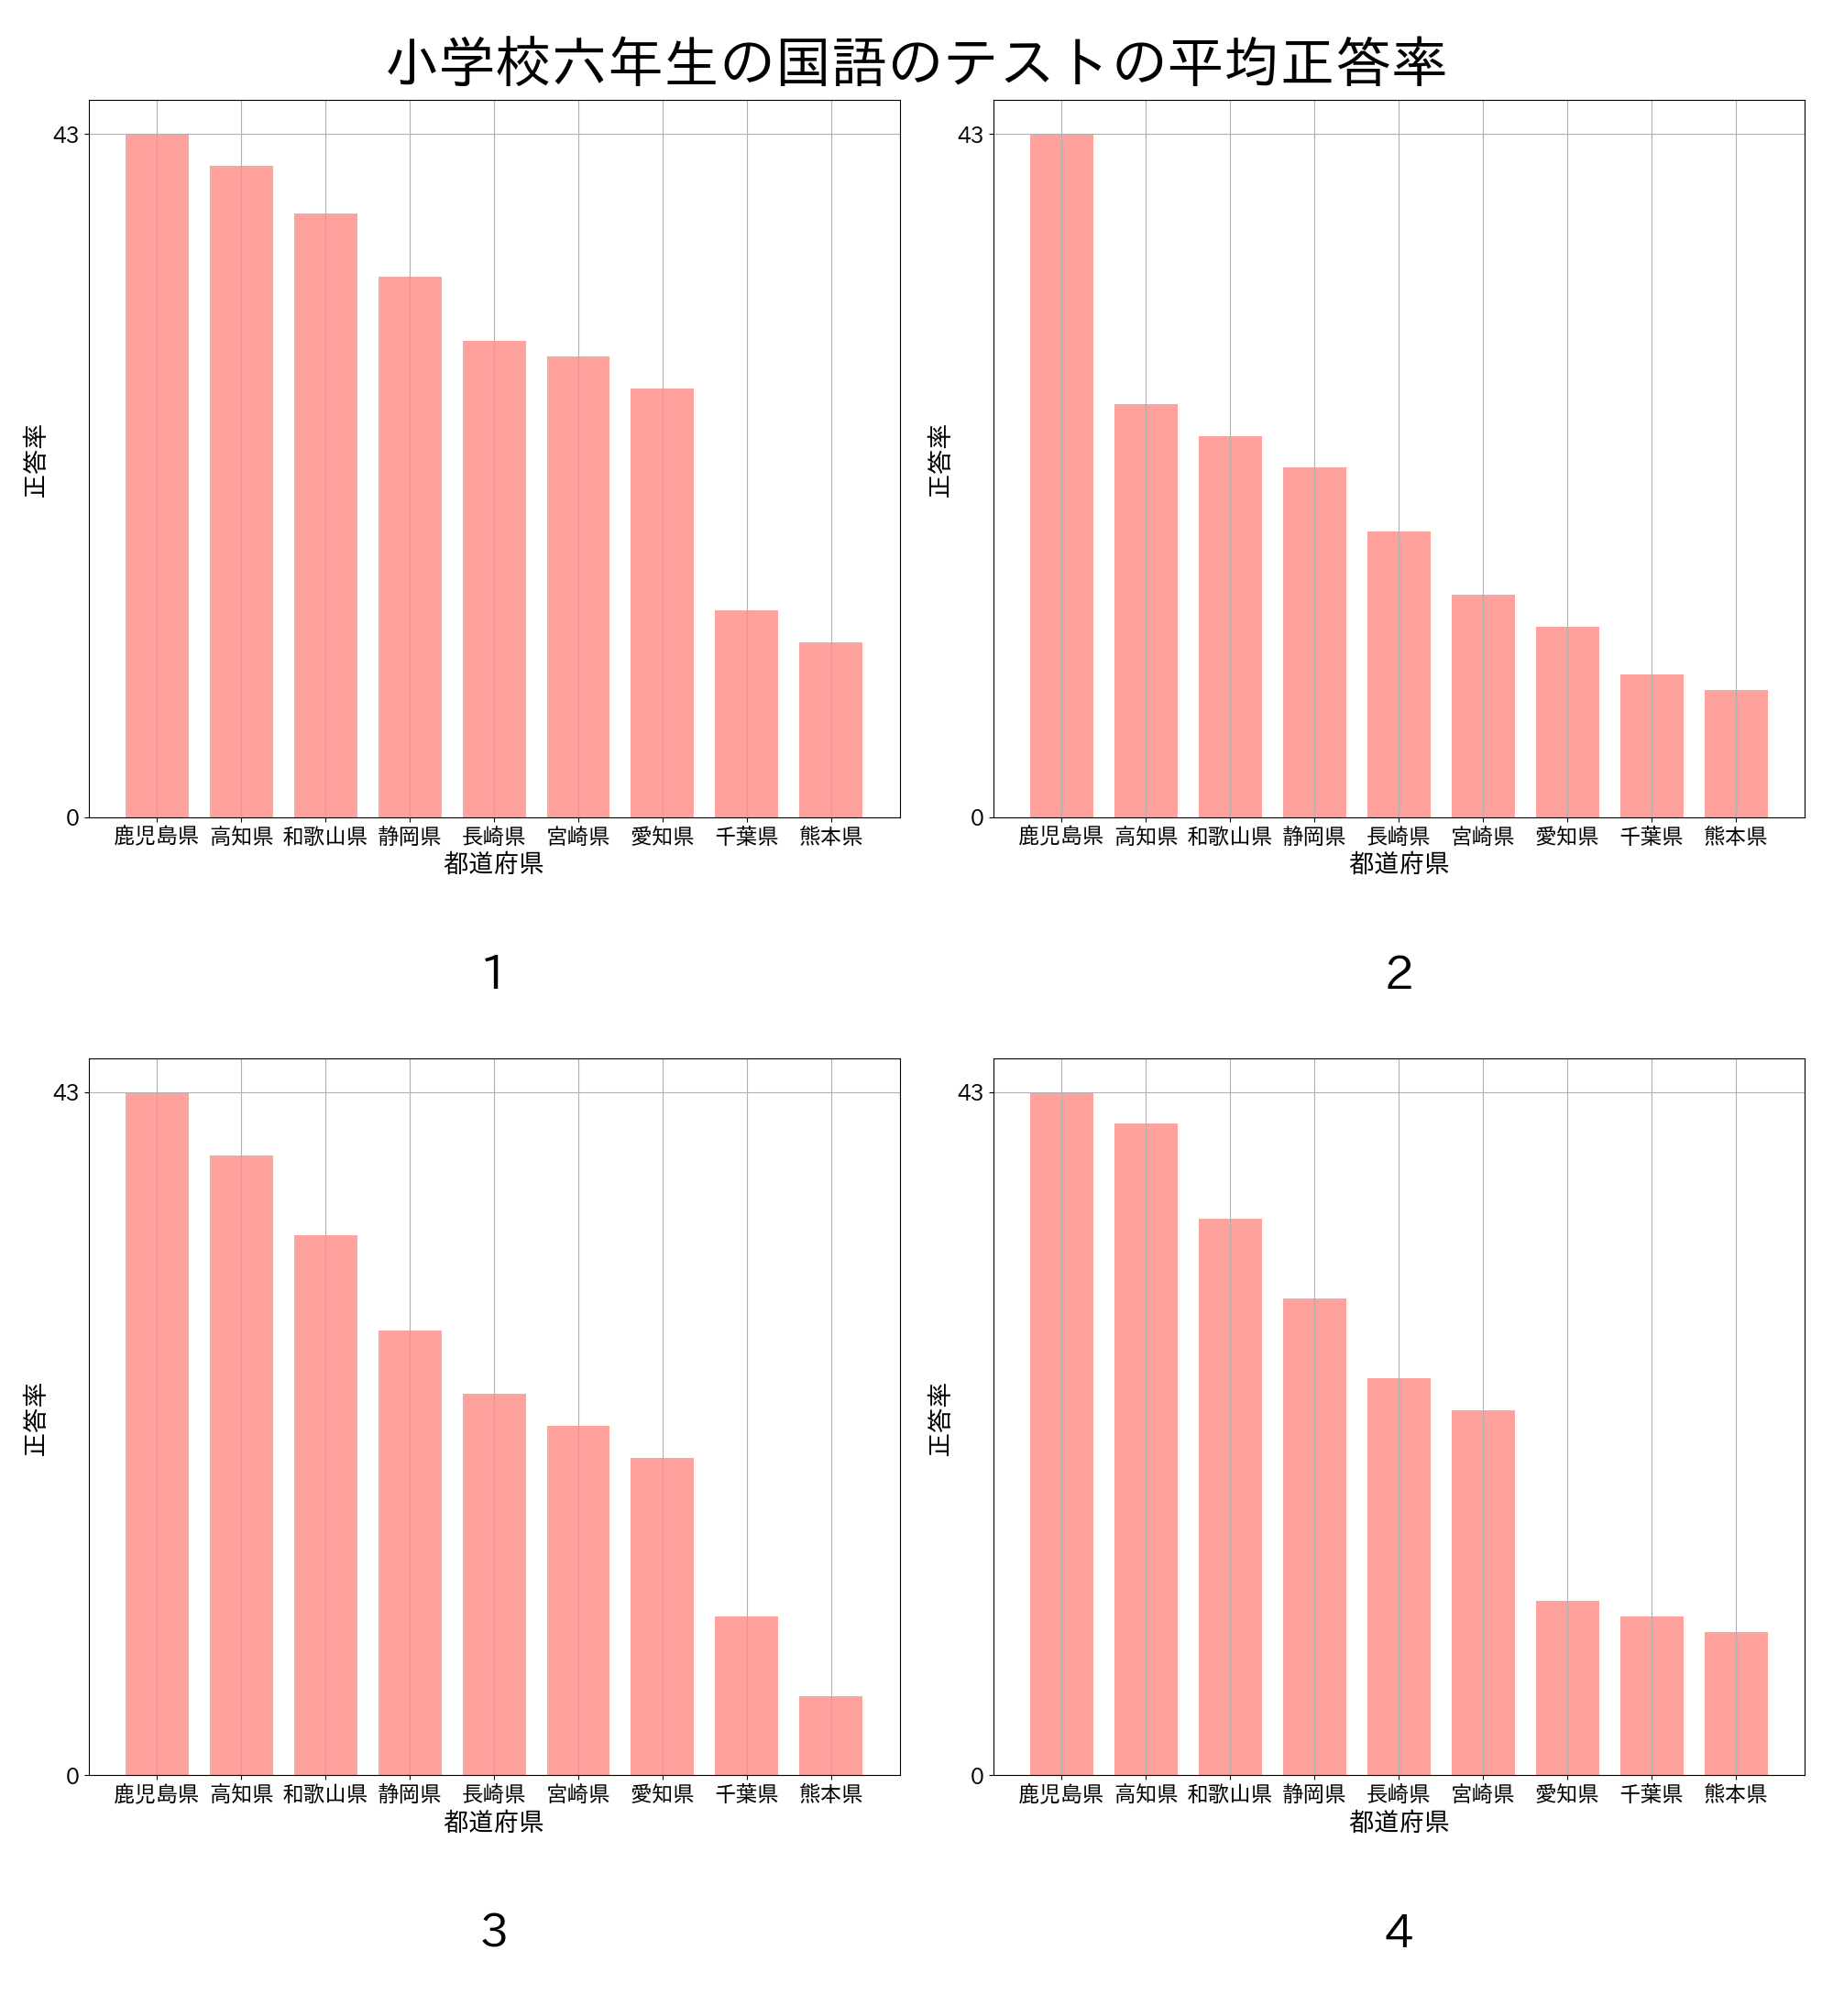 小学校六年生の国語のテストの平均正答率
43
0
正答率
鹿児島県 高知県 和歌山県 静岡県 長崎県 宮崎県 愛知県 千葉県 熊本県
都道府県
1
43
0
正答率
鹿児島県 高知県 和歌山県 静岡県 長崎県 宮崎県 愛知県 千葉県 熊本県
都道府県
2
43
0
正答率
鹿児島県 高知県 和歌山県 静岡県 長崎県 宮崎県 愛知県 千葉県 熊本県
都道府県
3
43
0
正答率
鹿児島県 高知県 和歌山県 静岡県 長崎県 宮崎県 愛知県 千葉県 熊本県
都道府県
4